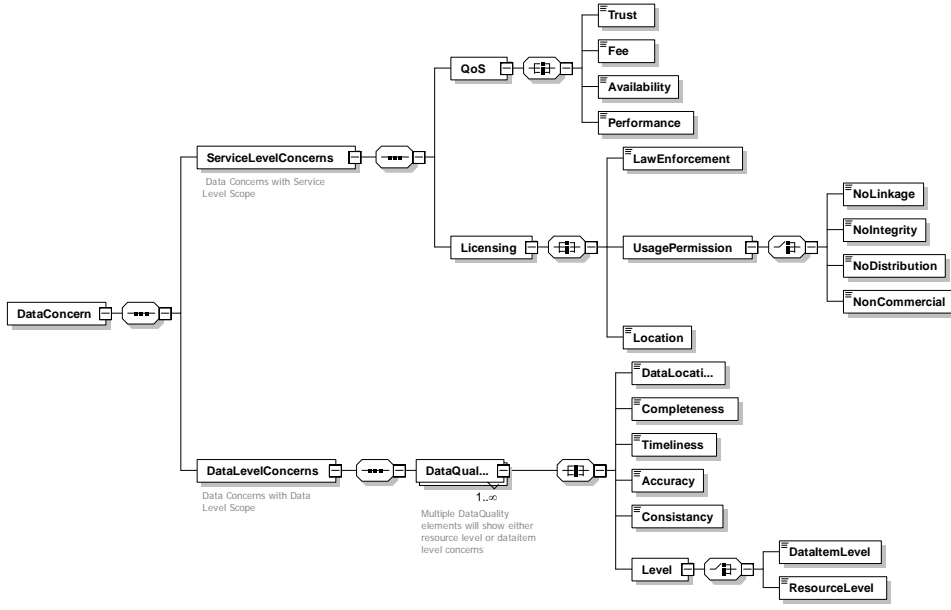 Trust
Fee
QoS
Availability
Performance
ServiceLevelConcerns
Data Concerns with Service
Level Scope
LawEnforcement
NoLinkage
NoIntegrity
Licensing
UsagePermission
NoDistribution
NonCommercial
DataConcern
Location
DataLocati...
Completeness
Timeliness
DataLevelConcerns
Data Concerns with Data
Level Scope
DataQual...
1..∞
Multiple DataQuality
elements will show either
resource level or dataitem
level concerns
Accuracy
Consistancy
Level
DataItemLevel
ResourceLevel